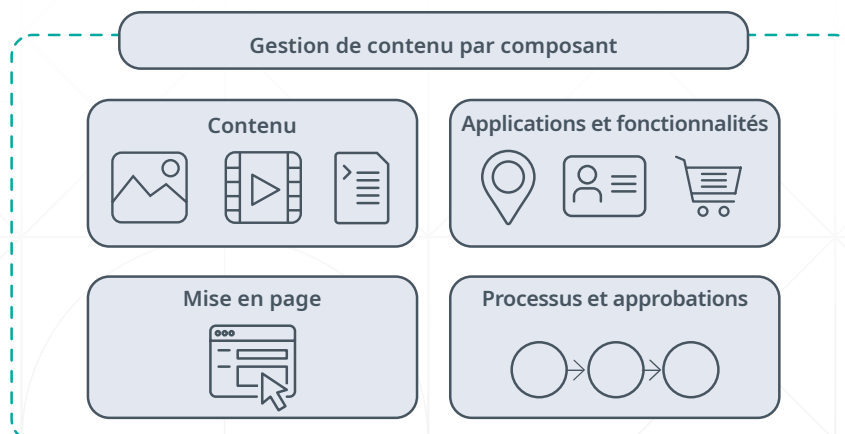 Gestion de contenu par composant
Contenu
Applications et fonctionnalités
Mise en page
Processus et approbations